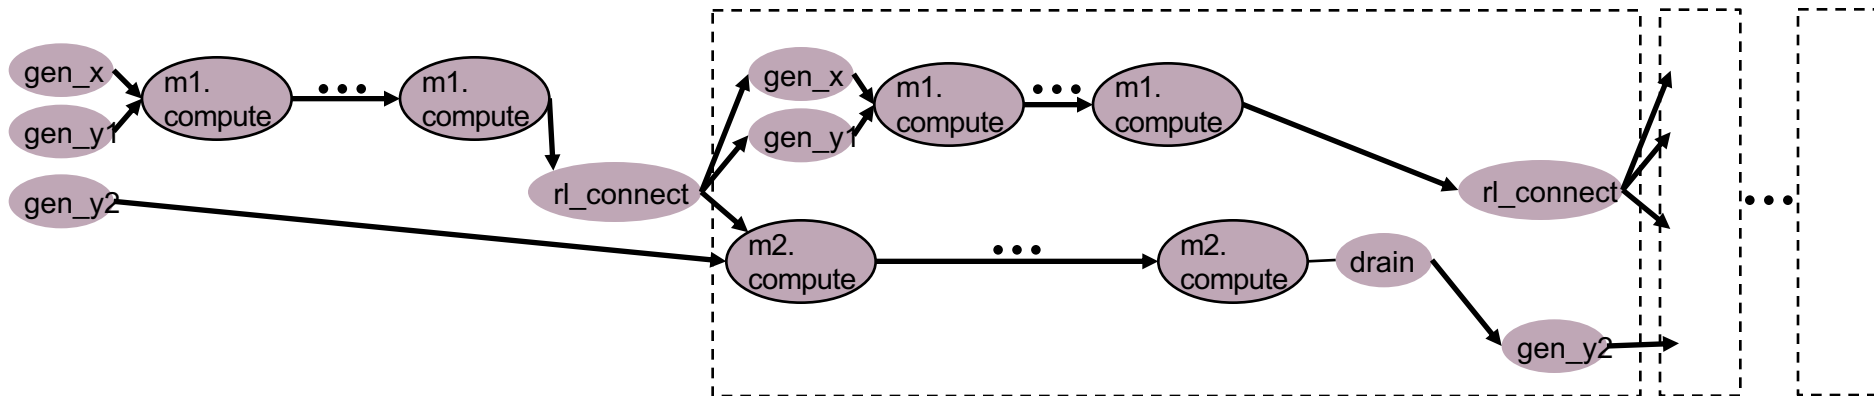 gen_x
gen_y1
gen_y2
m1.
compute
•••
m1.
compute
rl_connect
gen_x
gen_y1
m1.
compute
•••
m1.
compute
rl_connect
m2.
compute
•••
m2.
compute
drain
gen_y2
•••